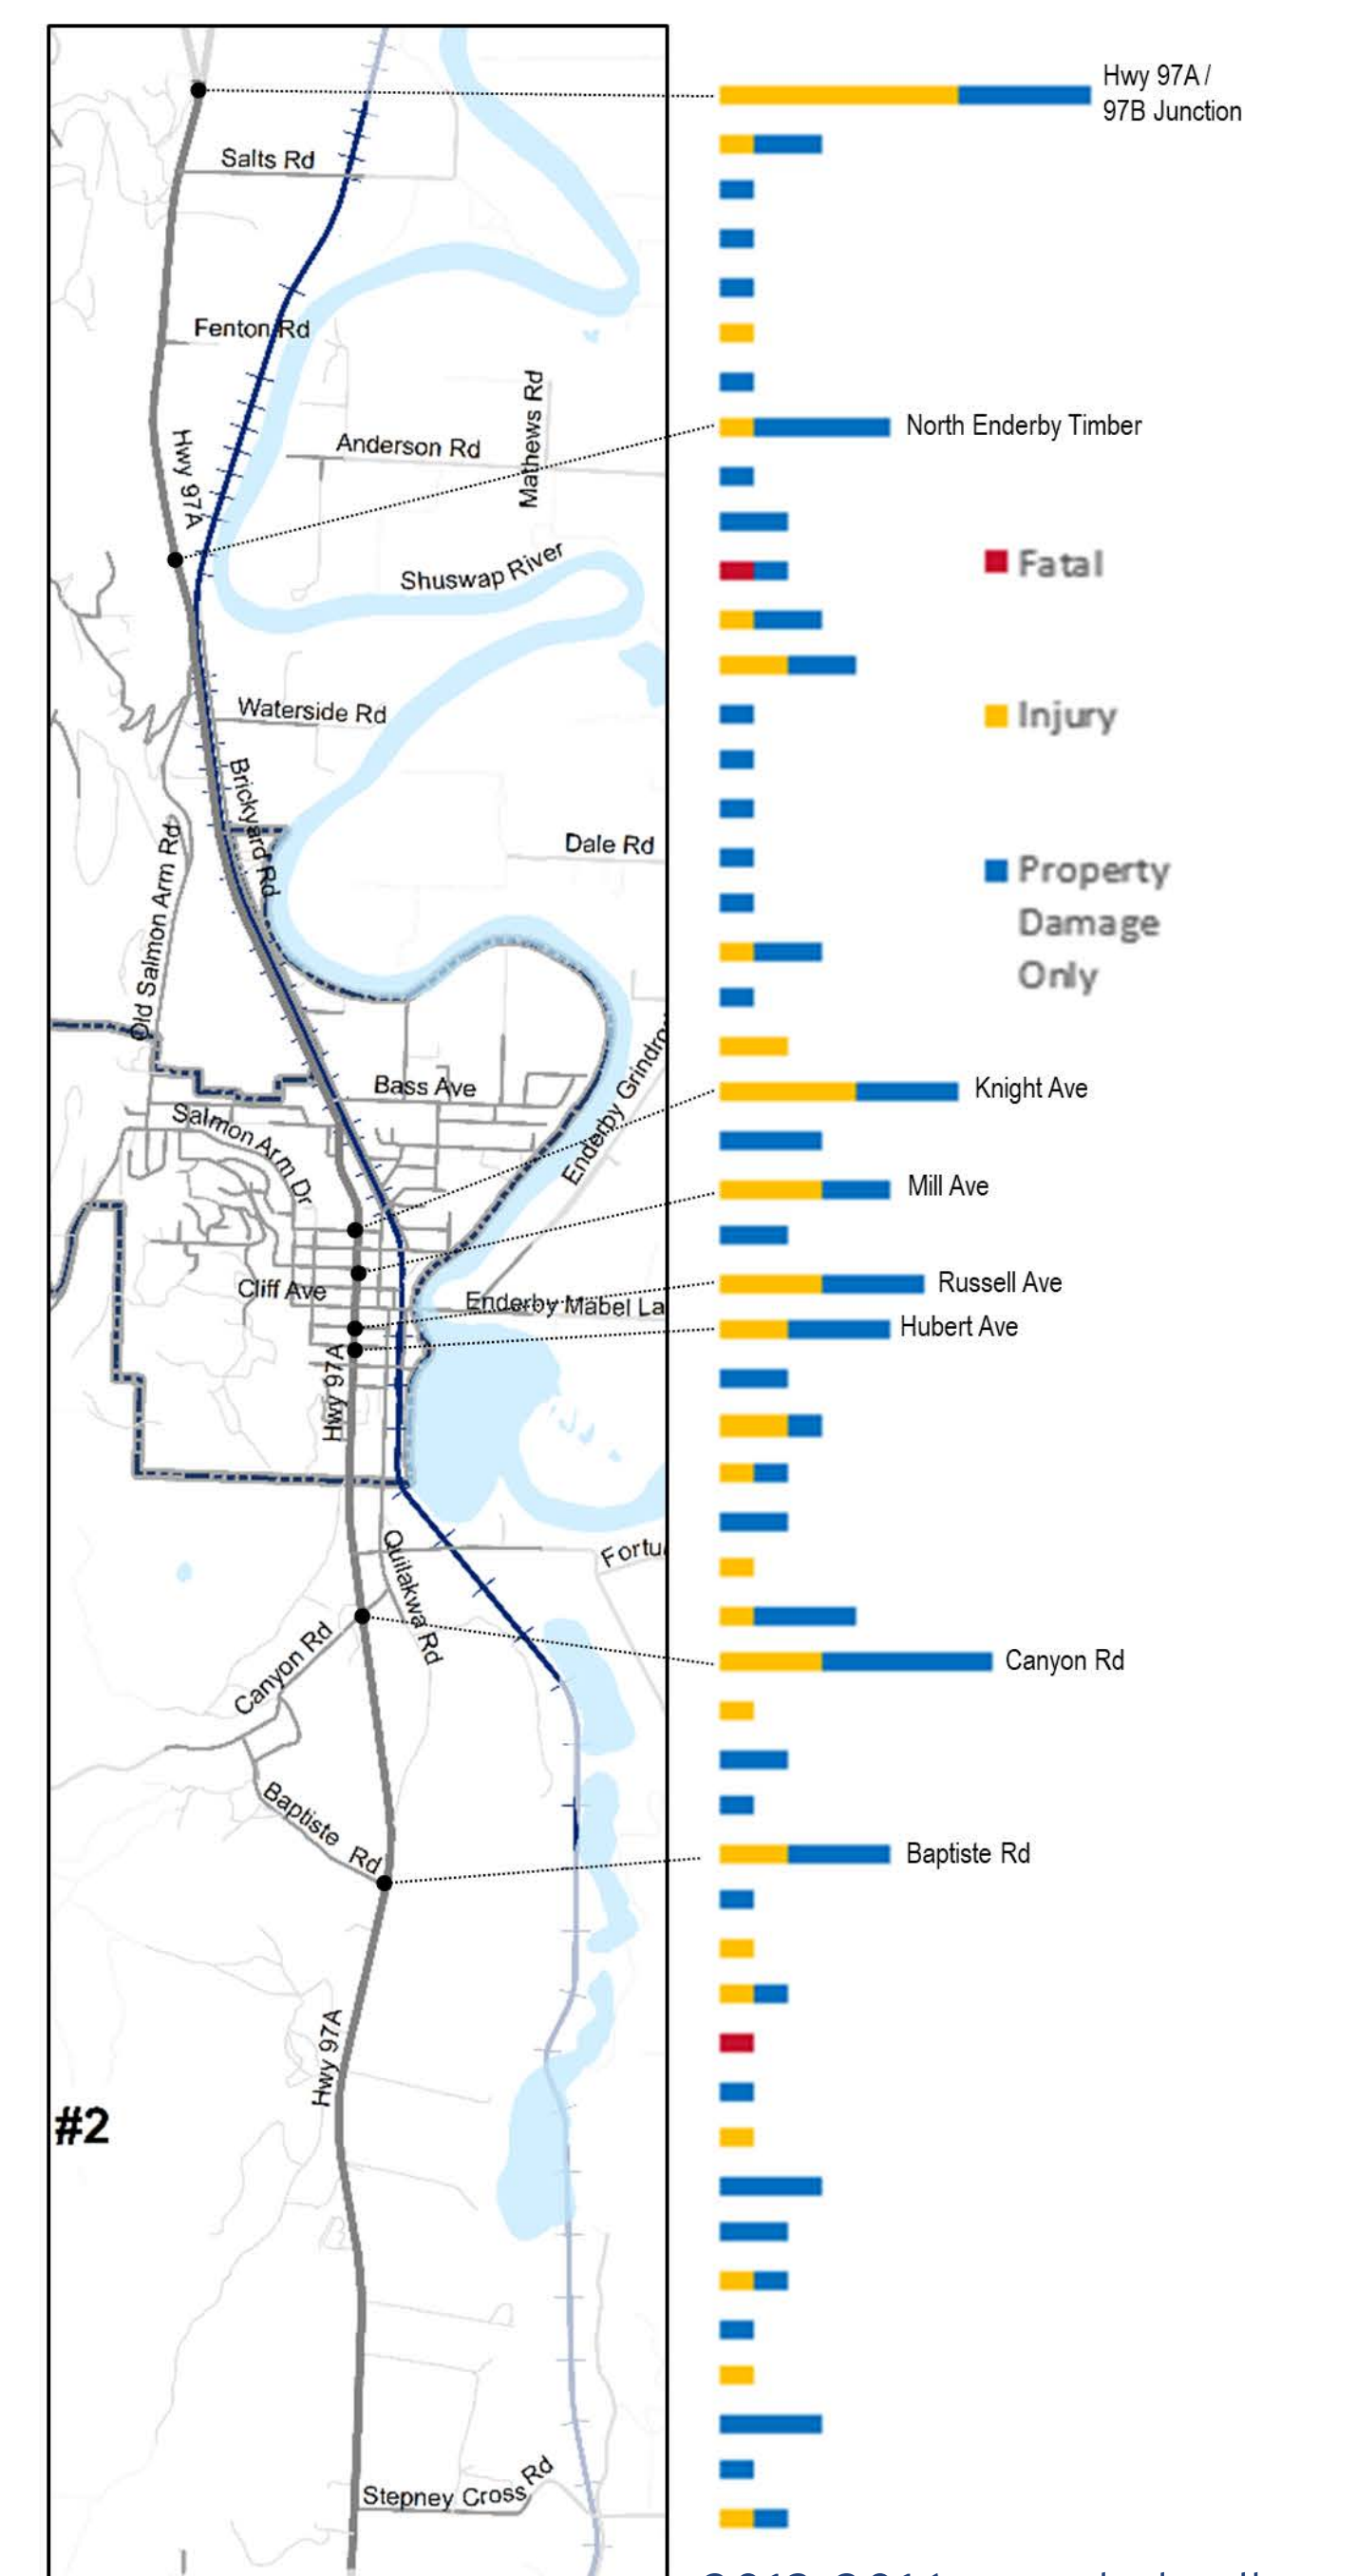 Hwy 97A /
97B Junction
Salts Rd
Fenton Rd
Mathews Rd
North Enderby Timber
Hwy 97A
Anderson Rd
Shuswap River
Fatal
Waterside Rd
Injury
Brickyard Rd
Dale Rd
Property
Damage
Only
Old Salmon Arm Rd
Bass Ave
Knight Ave
Salmon Arm Dr
Enderby Grindro
Mill Ave
Cliff Ave
Russell Ave
Enderby Mabel La
Hubert Ave
Hwy 97A
Quilakwa Rd
Fortu
Canyon Rd
Canyon Rd
Baptiste Rd
Baptiste Rd
Hwy 97A
#2
Stepney Cross Rd